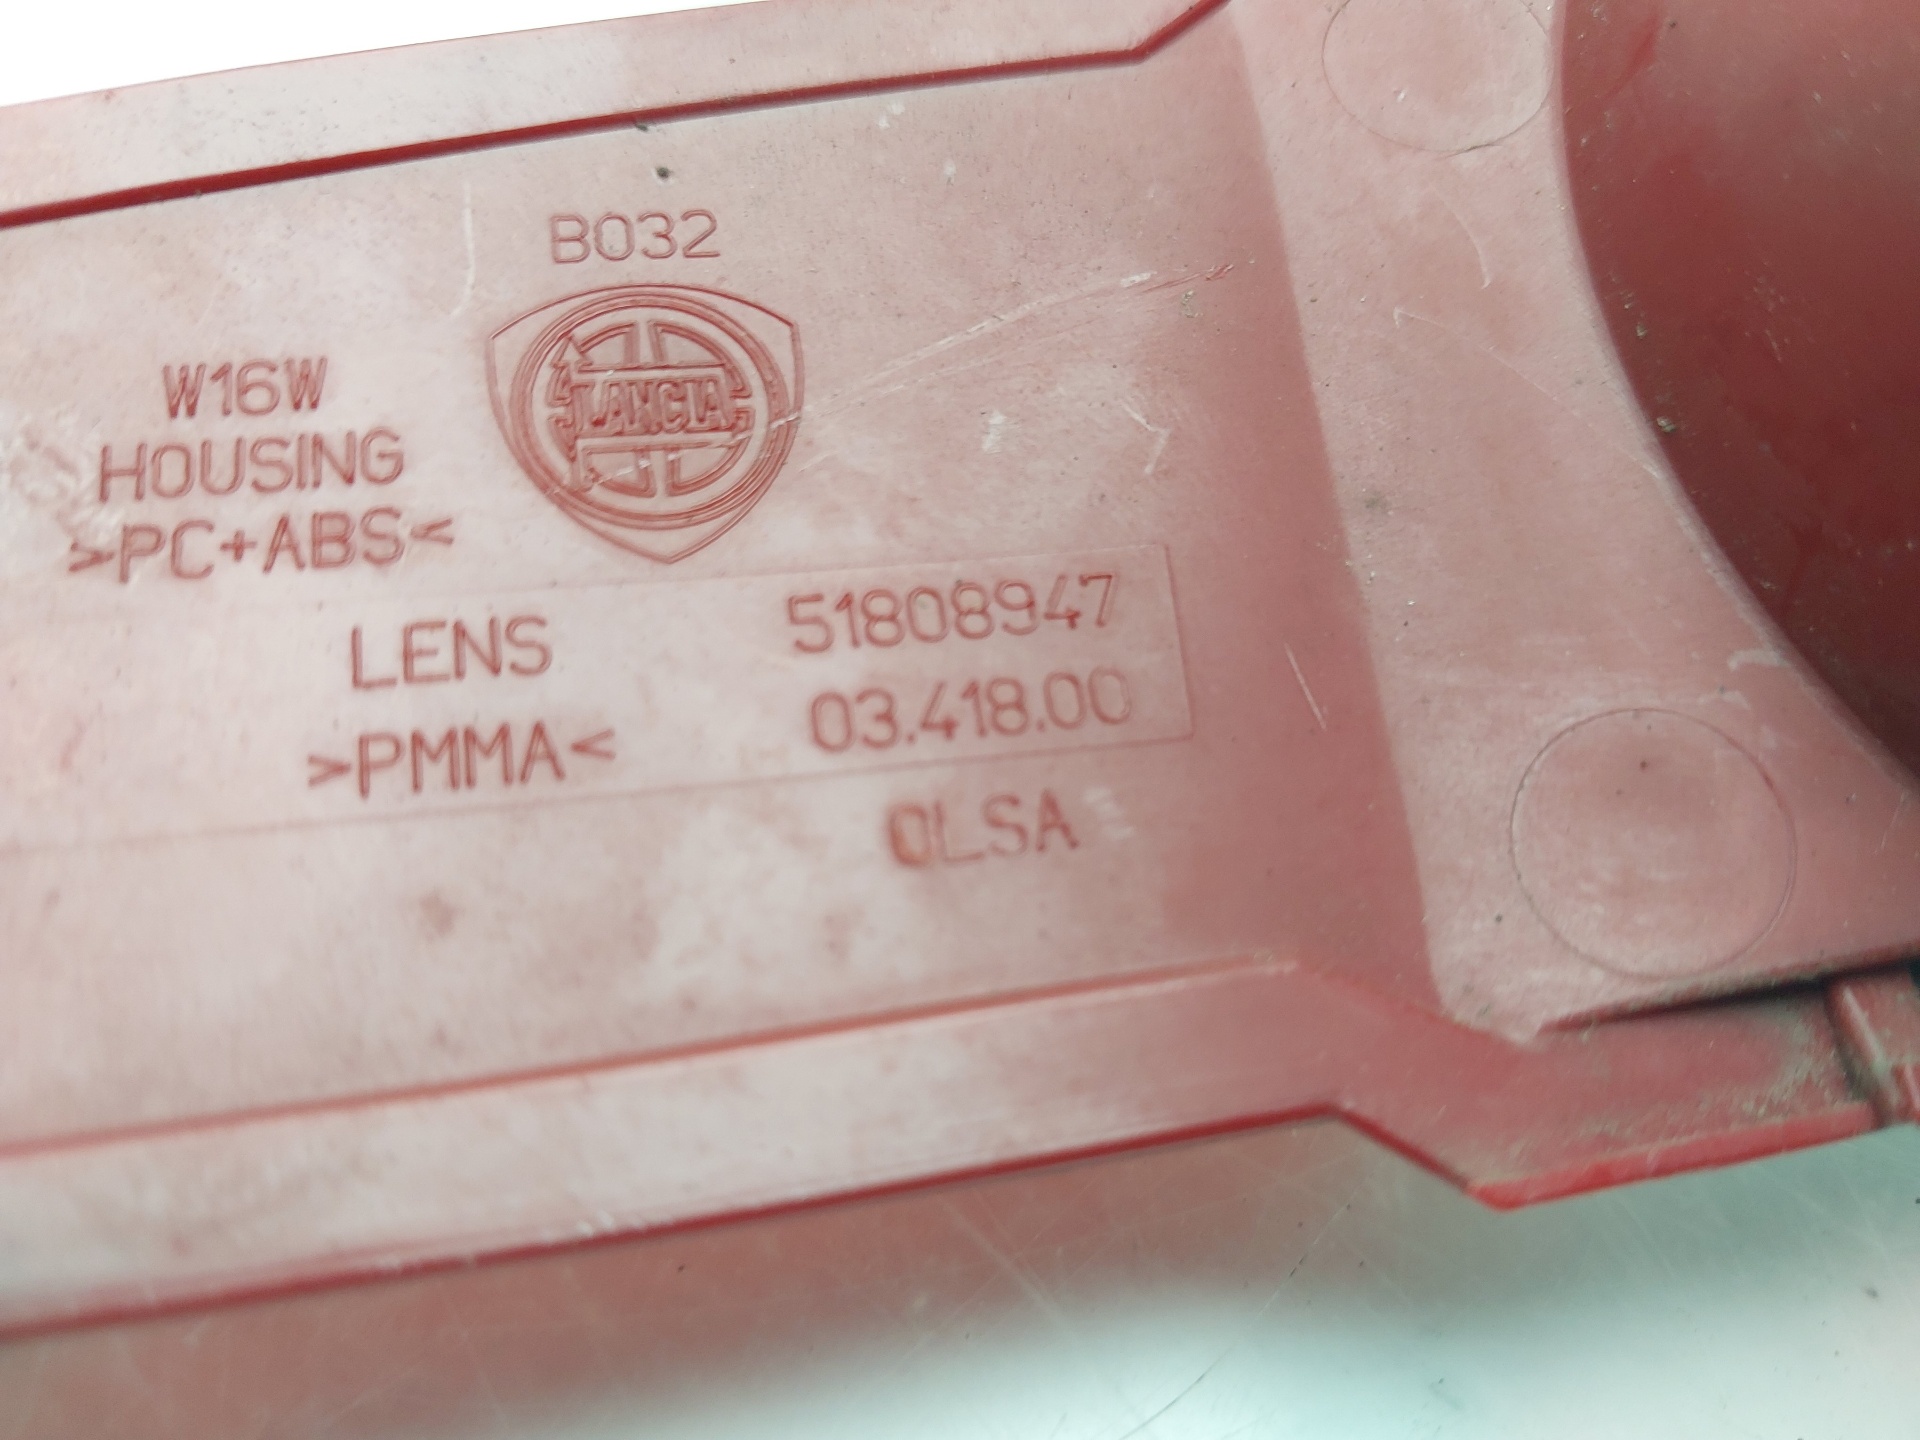 B032
LANCIA
W16W
HOUSING
>PC+ABS<
LENS
>PMMA<
51808947
03.418.00
OLSA